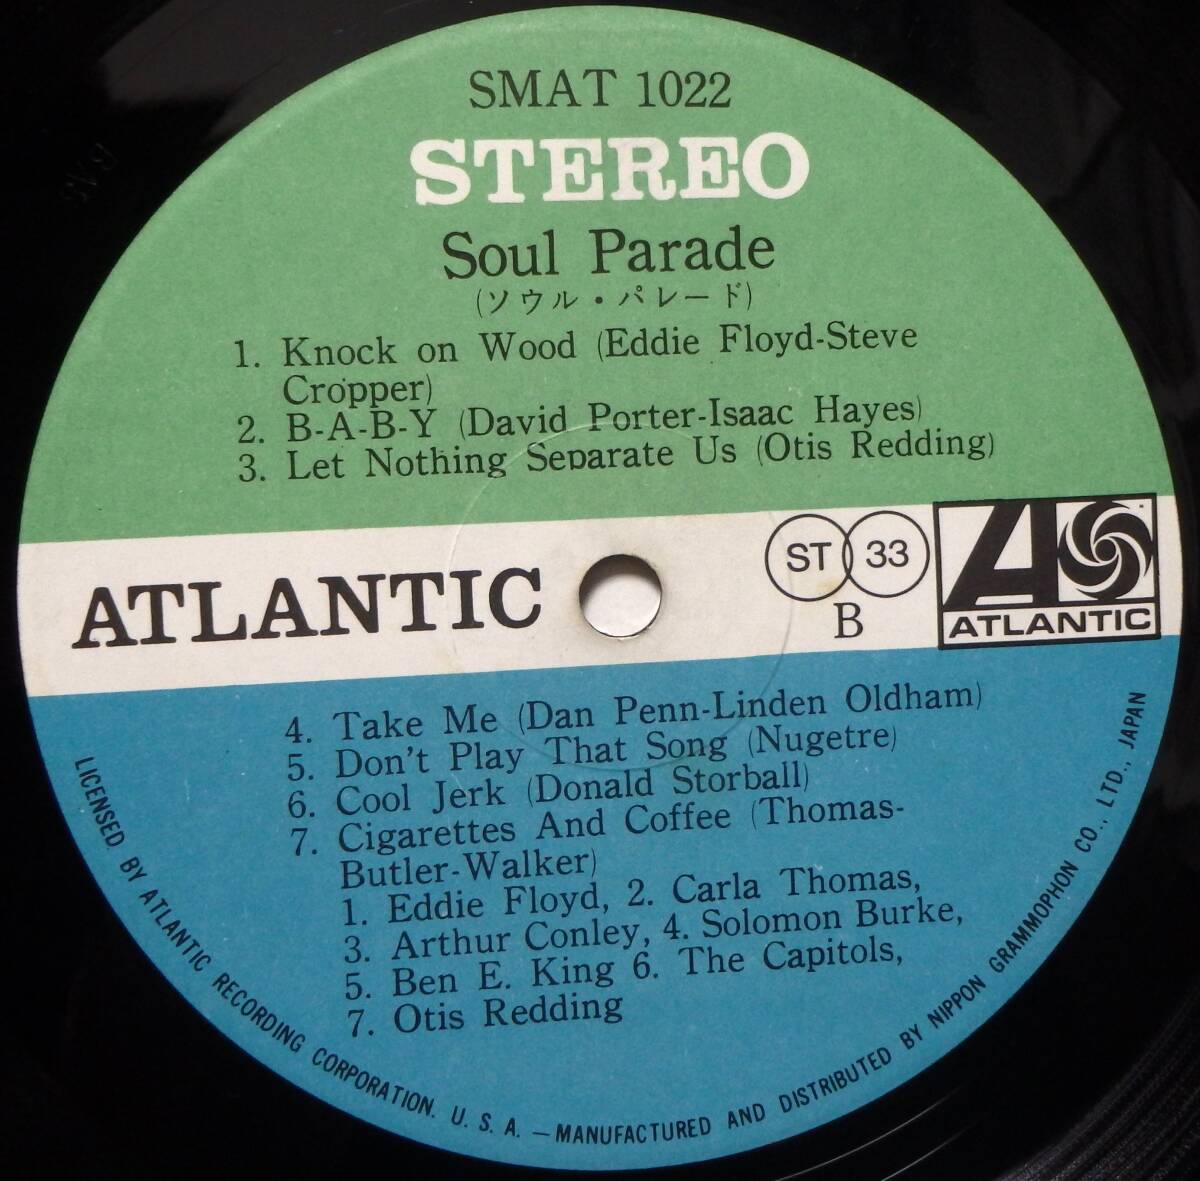 SMAT 1022
STEREO
Soul Parade
(ソウル・パレード)
1. Knock on Wood (Eddie Floyd-Steve
Cropper)
2. B-A-B-Y (David Porter-Isaac Hayes)
3. Let Nothing Separate Us (Otis Redding)
ATLANTIC
ST 33
B
ATLANTIC
4. Take Me (Dan Penn-Linden Oldham)
5. Don't Play That Song (Nugetre)
6. Cool Jerk (Donald Storball)
7. Cigarettes And Coffee (Thomas-
Butler-Walker)
1. Eddie Floyd, 2. Carla Thomas,
3. Arthur Conley, 4. Solomon Burke,
5. Ben E. King 6. The Capitols,
7. Otis Redding
LICENSED BY ATLANTIC RECORDING CORPORATION. U. S. A. — MANUFACTURED AND DISTRIBUTED BY NIPPON GRAMMOPHON CO., LTD., JAPAN